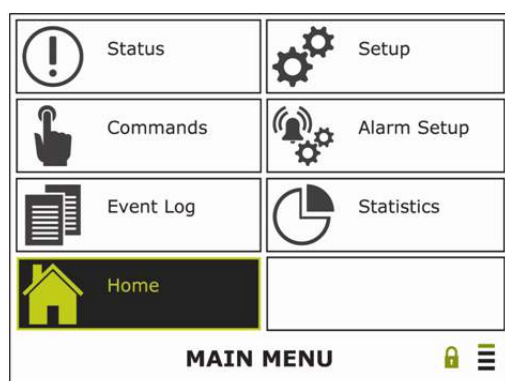 Status
Setup
Commands
Alarm Setup
Event Log
Statistics
Home
MAIN MENU